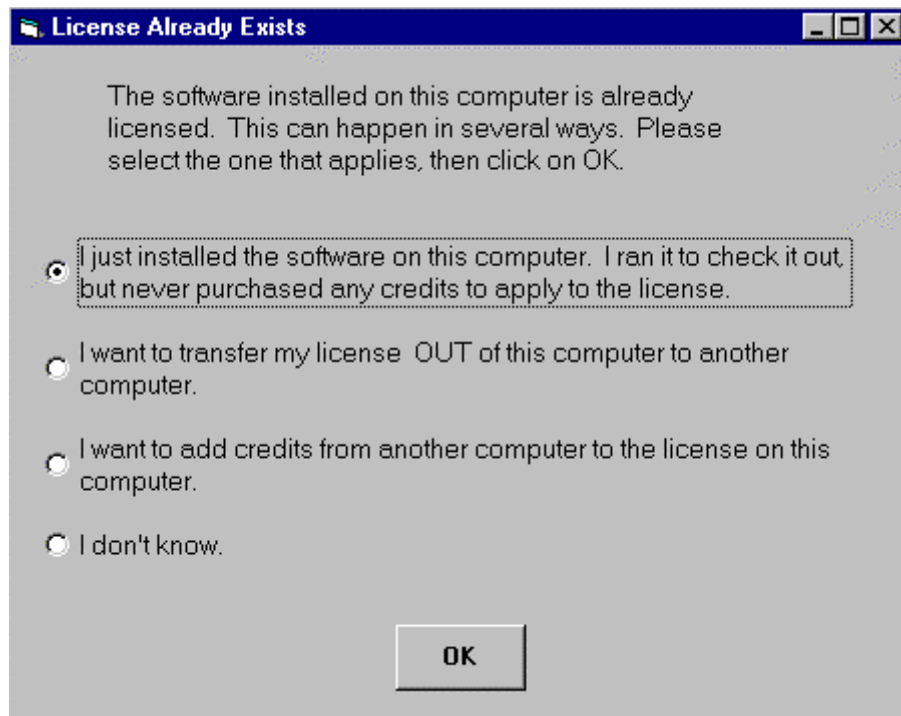 License Already Exists
The software installed on this computer is already
licensed.  This can happen in several ways.  Please
select the one that applies, then click on OK.
I just installed the software on this computer.  I ran it to check it out,
but never purchased any credits to apply to the license.
I want to transfer my license  OUT of this computer to another
computer.
I want to add credits from another computer to the license on this
computer.
I don't know.
OK